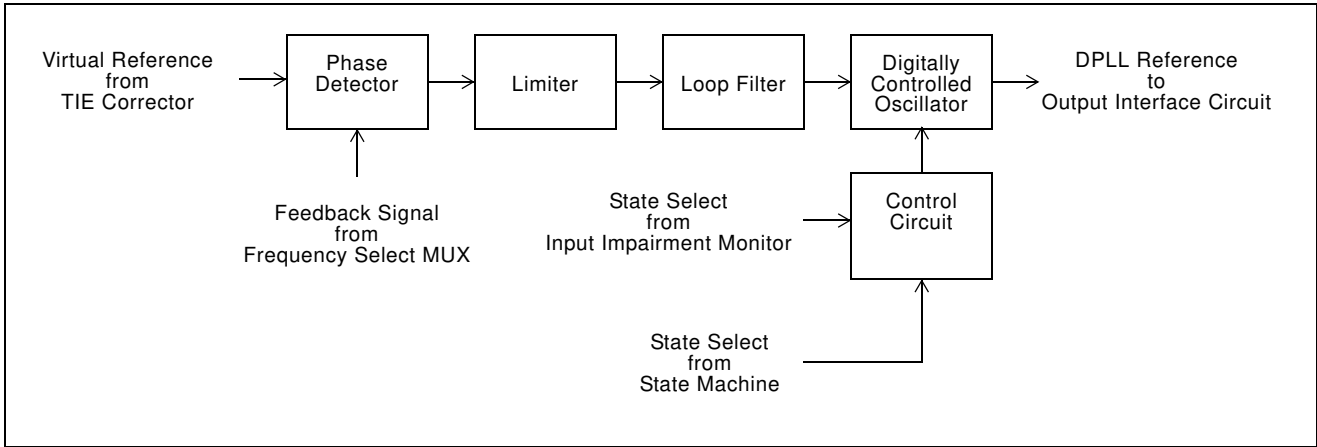 Virtual Reference
from
TIE Corrector
Phase
Detector
Limiter
Loop Filter
Digitally
Controlled
Oscillator
DPLL Reference
to
Output Interface Circuit
Feedback Signal
from
Frequency Select MUX
State Select
from
Input Impairment Monitor
Control
Circuit
State Select
from
State Machine